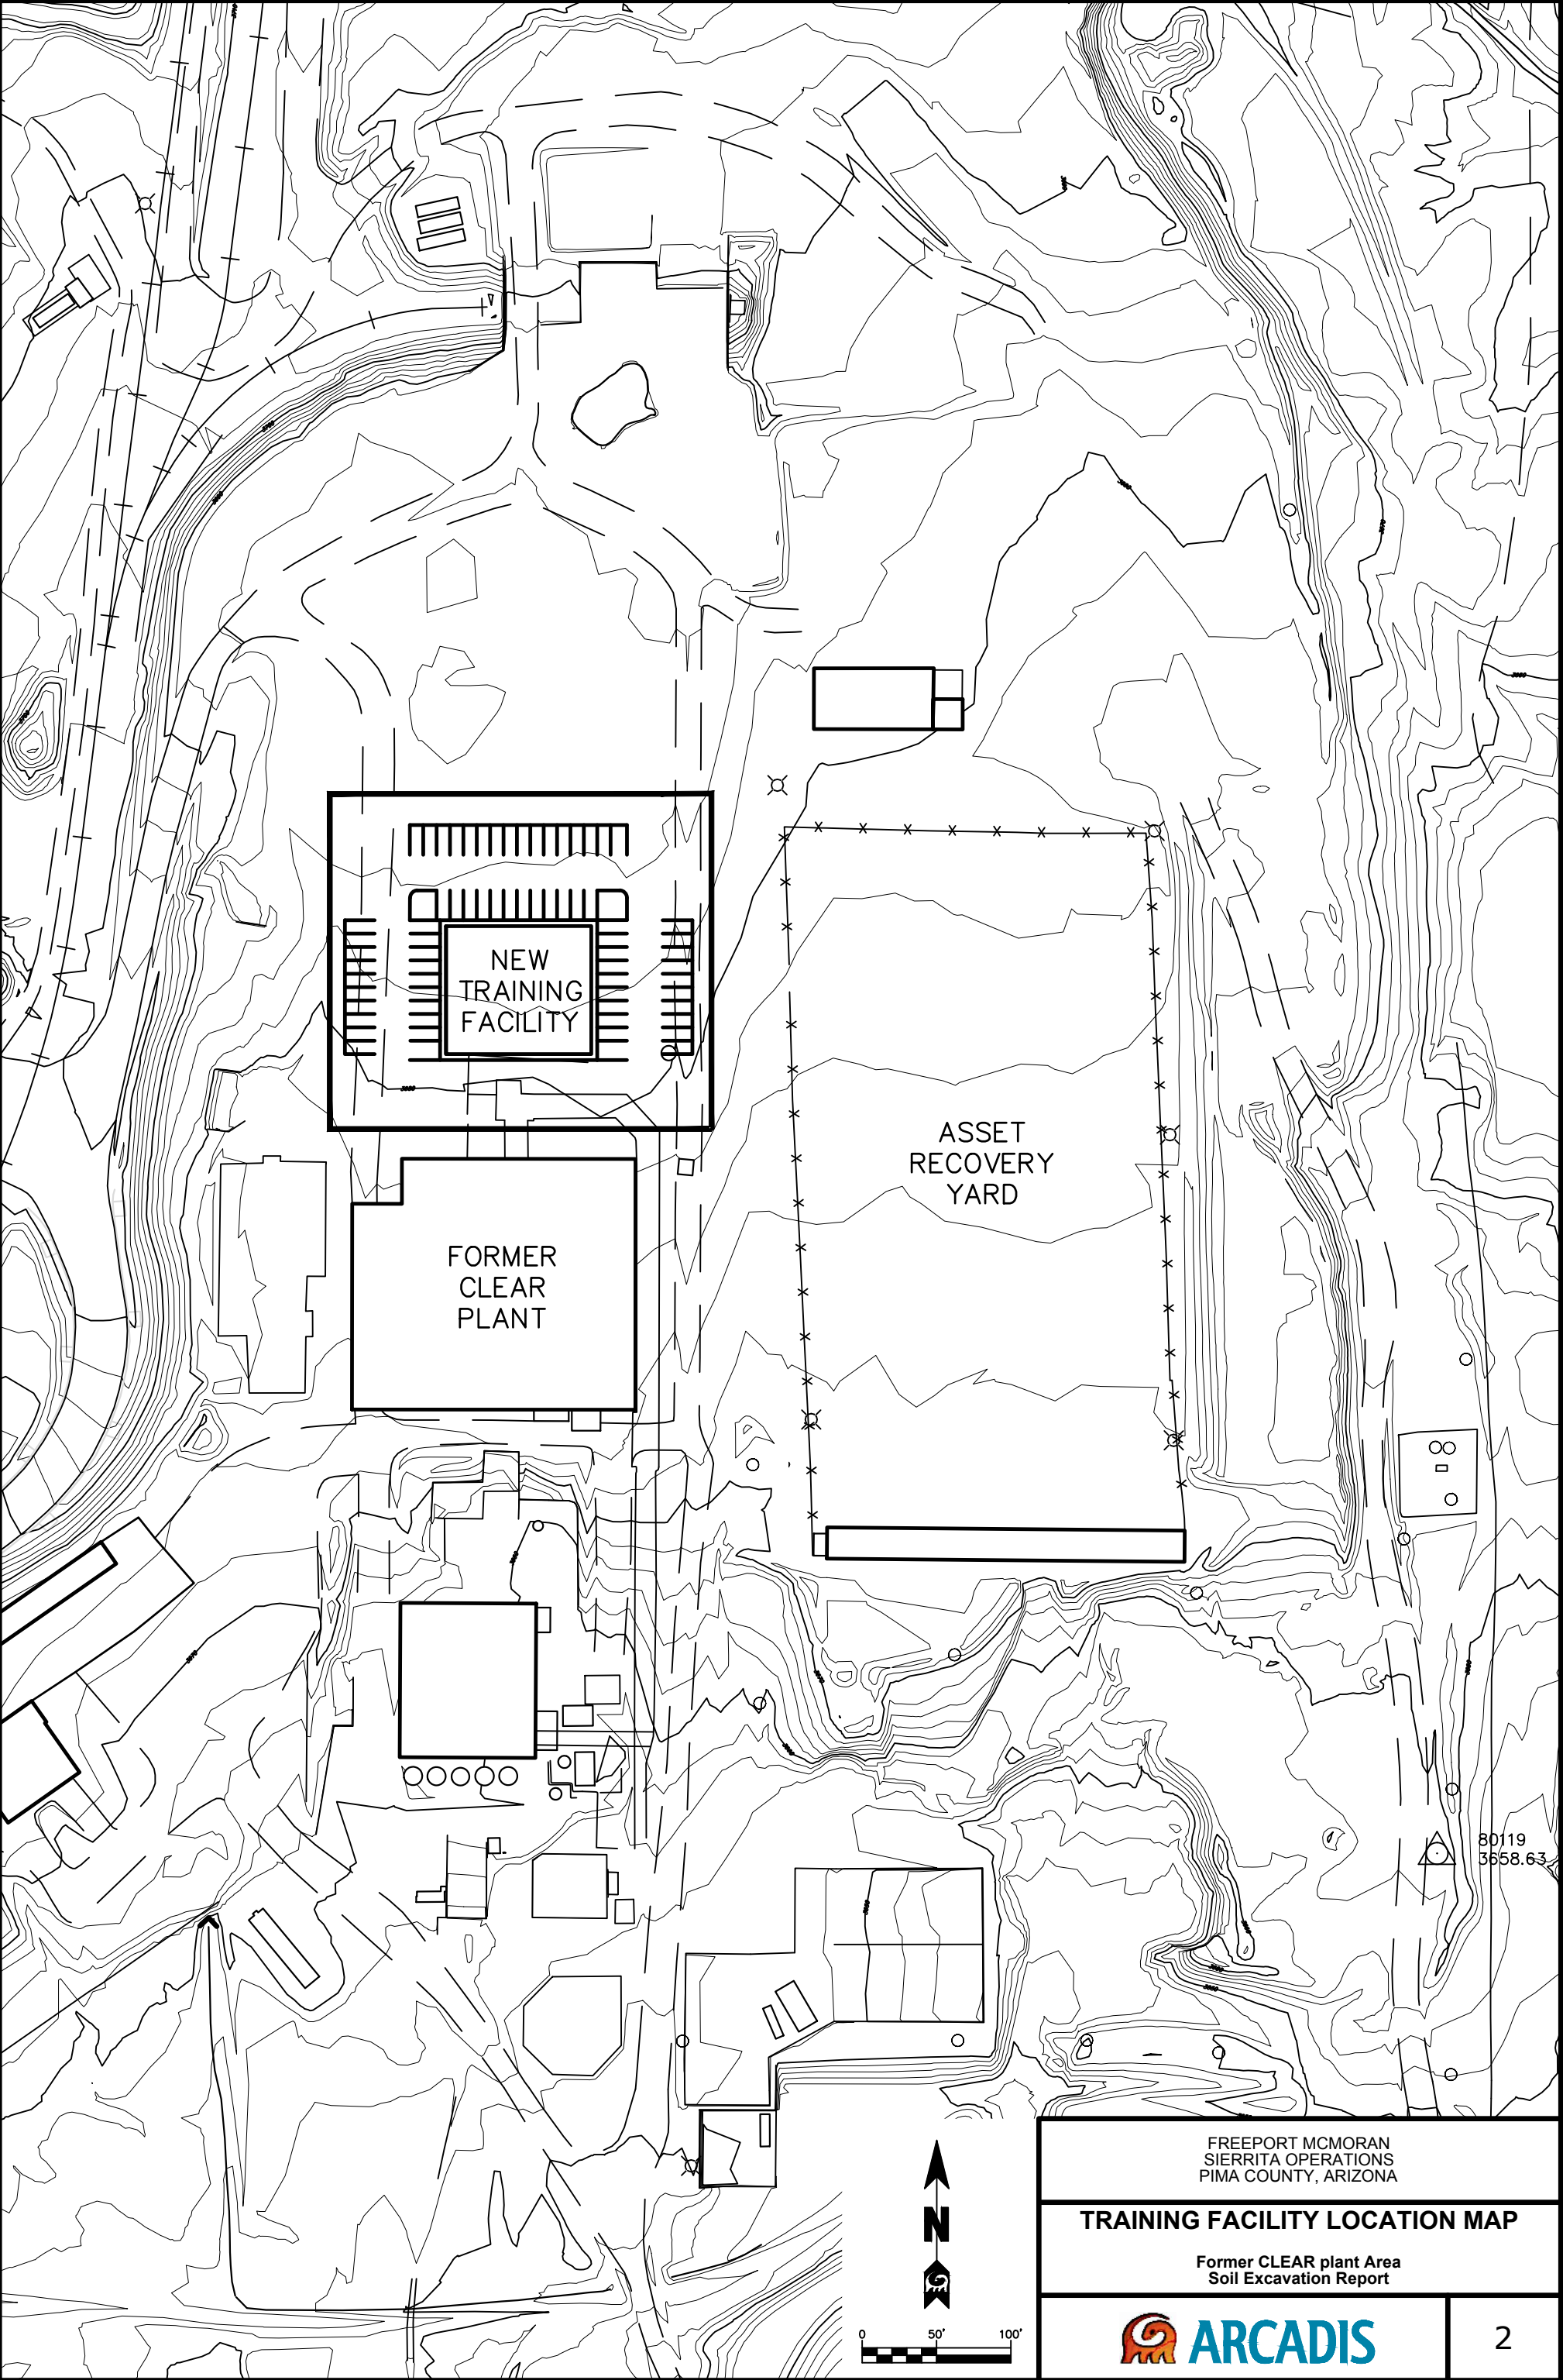 NEW
TRAINING
FACILITY
ASSET
RECOVERY
YARD
FORMER
CLEAR
PLANT
80119
3658.63
FREEPORT MCMORAN
SIERRITA OPERATIONS
PIMA COUNTY, ARIZONA
TRAINING FACILITY LOCATION MAP
Former CLEAR plant Area
Soil Excavation Report
N
0 50' 100'
ARCADIS
2